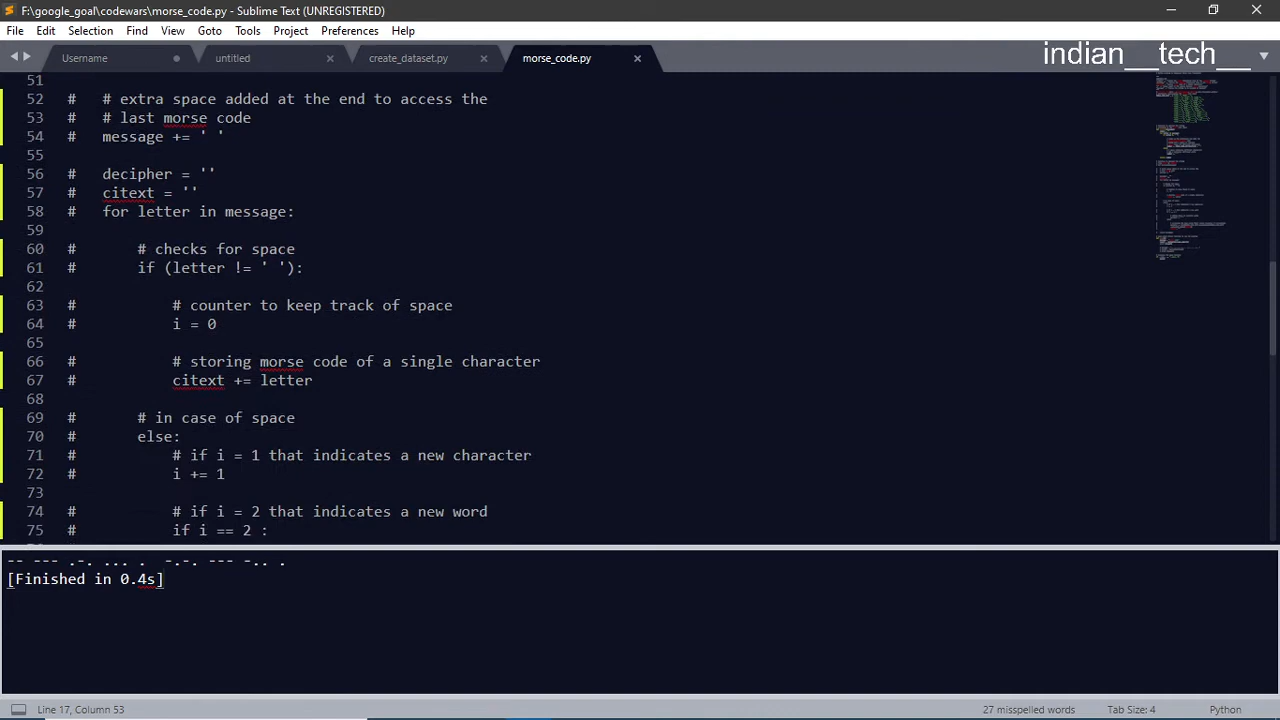 F:\google_goal\codewars\morse_code.py - Sublime Text (UNREGISTERED)
File Edit Selection Find View Goto Tools Project Preferences Help
indian__tech__
Username untitled create_dataset.py morse_code.py
51
52 # # extra space added at the end to access the
53 # # last morse code
54 # message += ' '
55
56 # decipher = ''
57 # citext = ''
58 # for letter in message:
59
60 # # checks for space
61 # if (letter != ' '):
62
63 # # counter to keep track of space
64 # i = 0
65
66 # # storing morse code of a single character
67 # citext += letter
68
69 # # in case of space
70 # else:
71 # # if i = 1 that indicates a new character
72 # i += 1
73
74 # # if i = 2 that indicates a new word
75 # if i == 2 :
-- --- .-. ... .  -.-. --- -.. .
[Finished in 0.4s]
Line 17, Column 53 27 misspelled words Tab Size: 4 Python